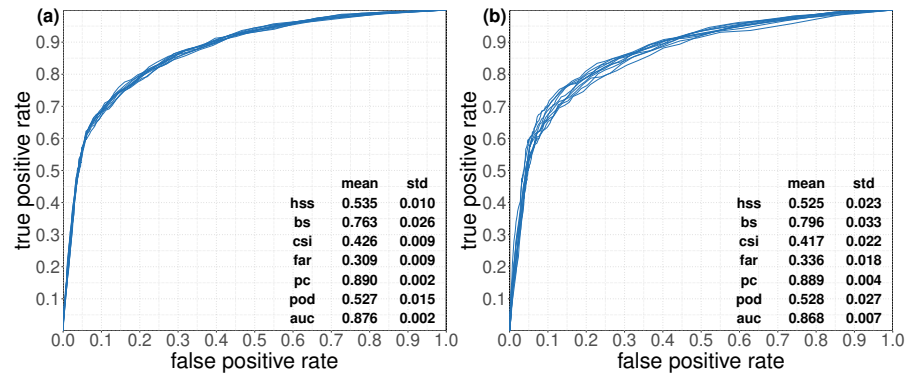 (a)
true positive rate
0.9
0.8
0.7
0.6
0.5
0.4
0.3
0.2
0.1
mean std
hss 0.535 0.010
bs 0.763 0.026
csi 0.426 0.009
far 0.309 0.009
pc 0.890 0.002
pod 0.527 0.015
auc 0.876 0.002
0.0 0.1 0.2 0.3 0.4 0.5 0.6 0.7 0.8 0.9 1.0
false positive rate
(b)
true positive rate
0.9
0.8
0.7
0.6
0.5
0.4
0.3
0.2
0.1
mean std
hss 0.525 0.023
bs 0.796 0.033
csi 0.417 0.022
far 0.336 0.018
pc 0.889 0.004
pod 0.528 0.027
auc 0.868 0.007
0.0 0.1 0.2 0.3 0.4 0.5 0.6 0.7 0.8 0.9 1.0
false positive rate